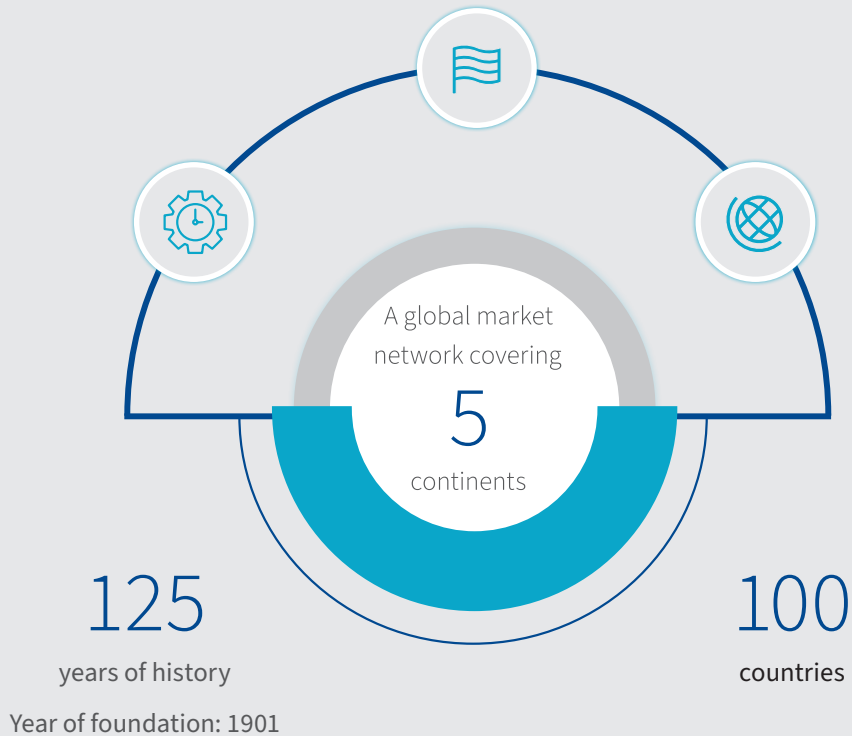 A global market
network covering
5
continents
125
years of history
Year of foundation: 1901
100
countries